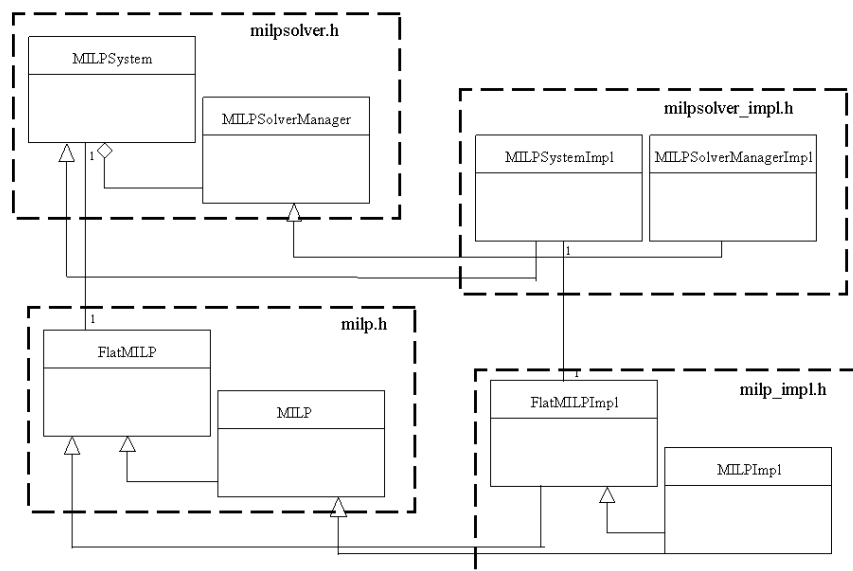 milpsolver.h
MILPSystem
MILPSolverManager
1
milpsolver_impl.h
MILPSystemImpl
MILPSolverManagerImpl
1
1
milp.h
FlatMILP
MILP
1
milp_impl.h
FlatMILPImpl
MILPImpl